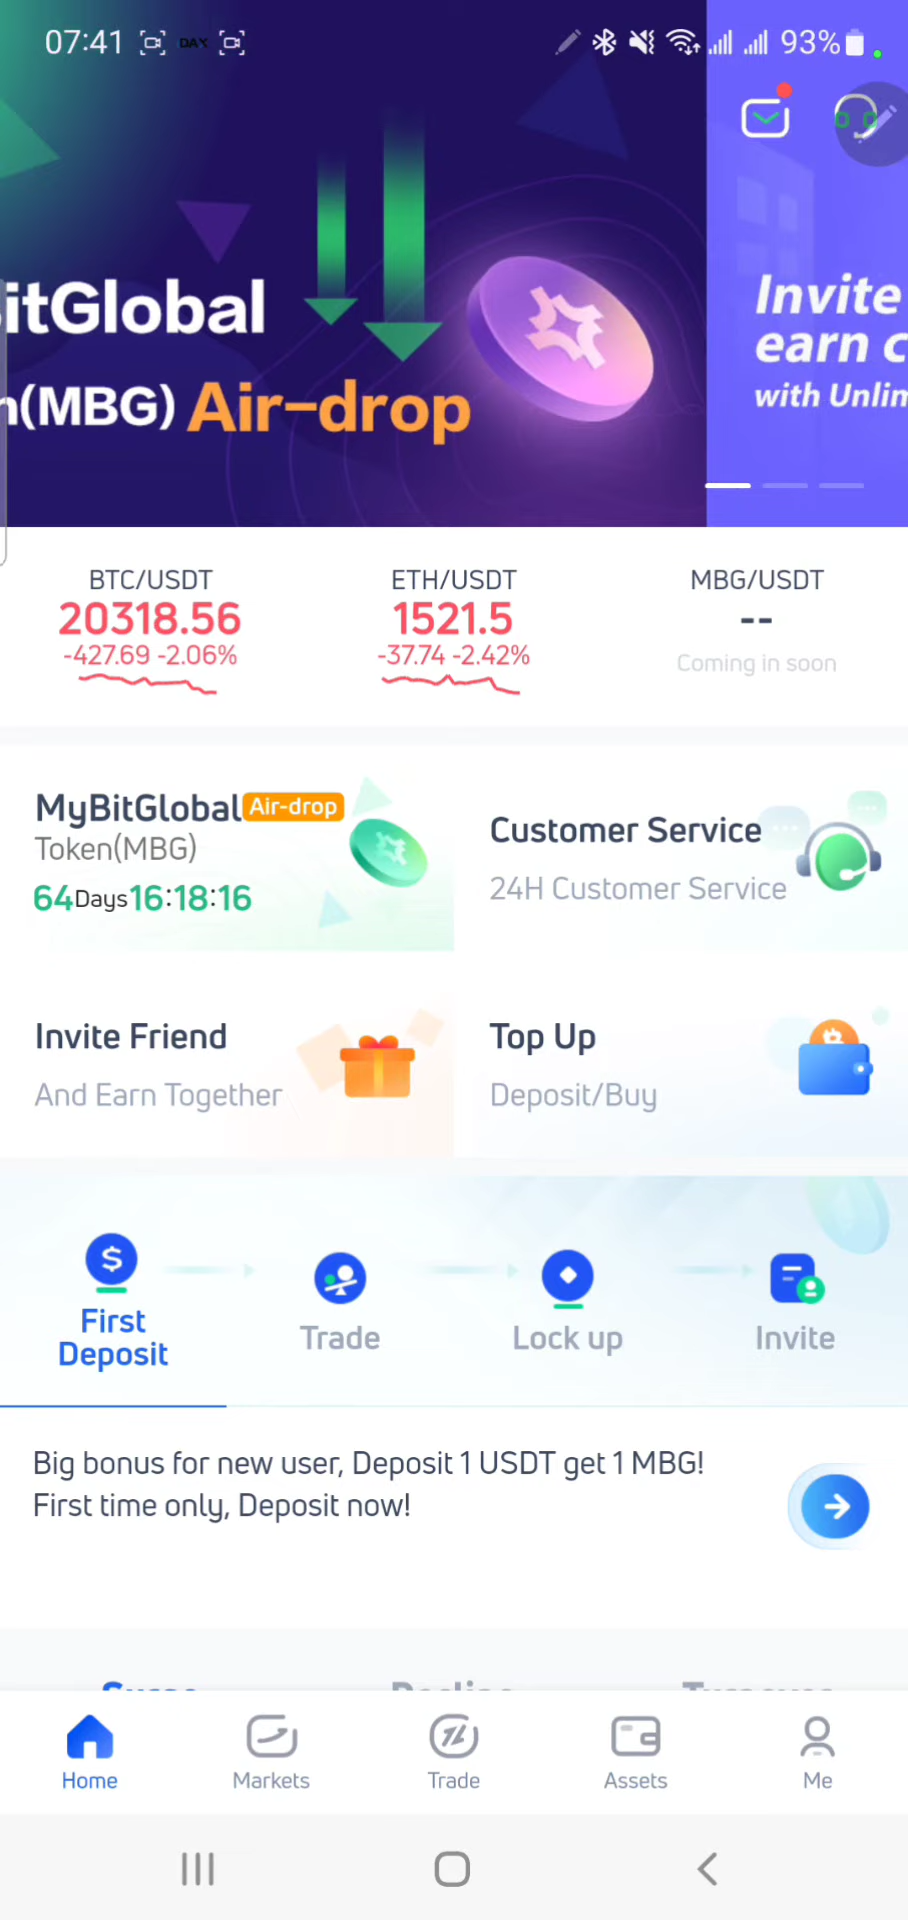 07:41
93%
itGlobal
(MBG) Air-drop
Invite
earn
with
BTC/USDT
20318.56
-427.69 -2.06%
ETH/USDT
1521.5
-37.74 -2.42%
MBG/USDT
--
Coming in soon
MyBitGlobal Air-drop
Token(MBG)
64Days16:18:16
Customer Service
24H Customer Service
Invite Friend
And Earn Together
Top Up
Deposit/Buy
First
Deposit
Trade
Lock up
Invite
Big bonus for new user, Deposit 1 USDT get 1 MBG!
First time only, Deposit now!
Home
Markets
Trade
Assets
Me